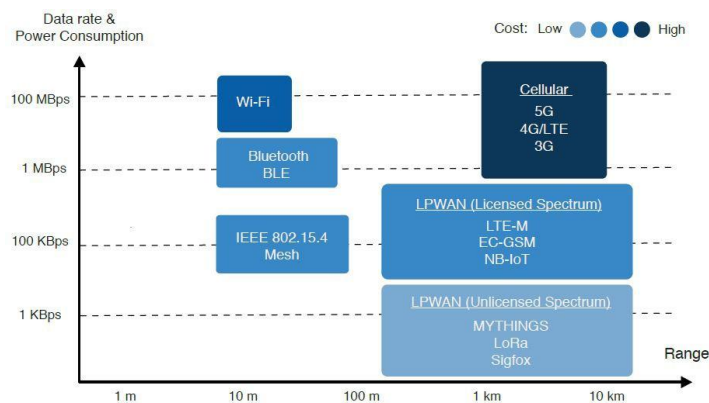 Data rate &
Power Consumption
Cost: Low High
100 MBps
Wi-Fi
Cellular
5G
4G/LTE
3G
1 MBps
Bluetooth
BLE
100 KBps
IEEE 802.15.4
Mesh
LPWAN (Licensed Spectrum)
LTE-M
EC-GSM
NB-IoT
1 KBps
LPWAN (Unlicensed Spectrum)
MYTHINGS
LoRa
Sigfox
Range
1 m 10 m 100 m 1 km 10 km